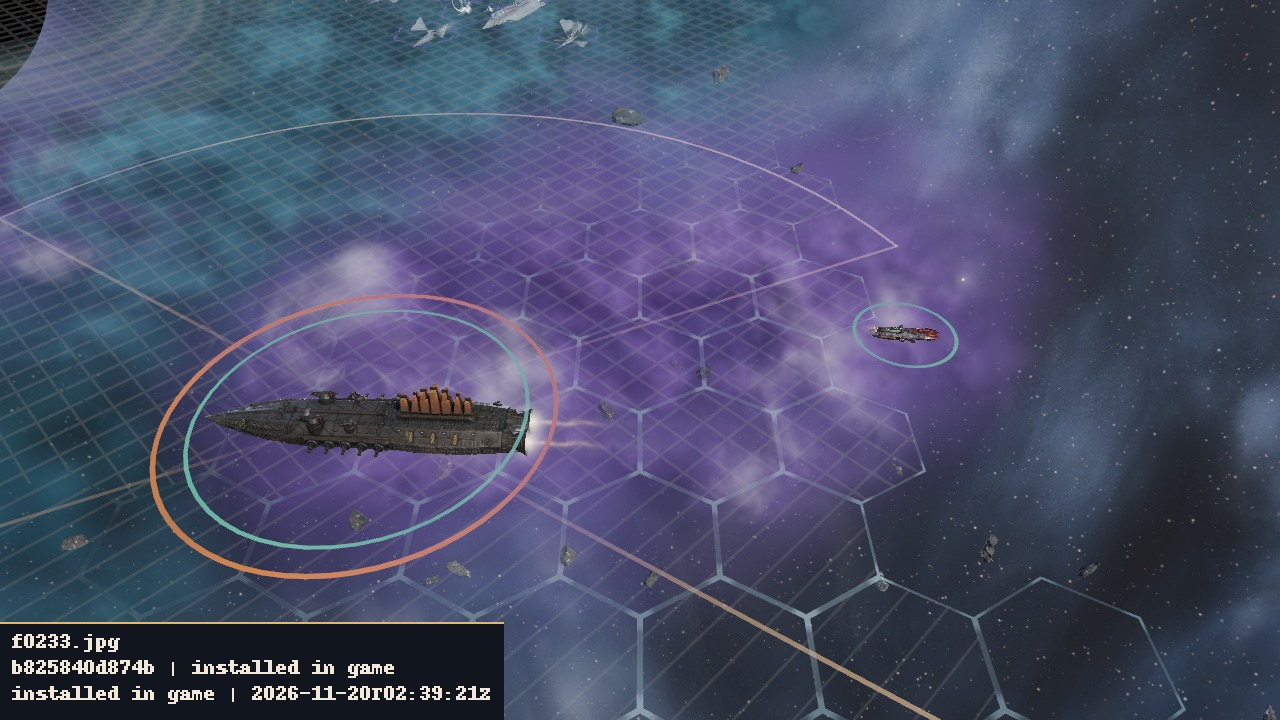 f0233.jpg
b825840d874b | installed in game
installed in game | 2026-11-20T02:39:21Z